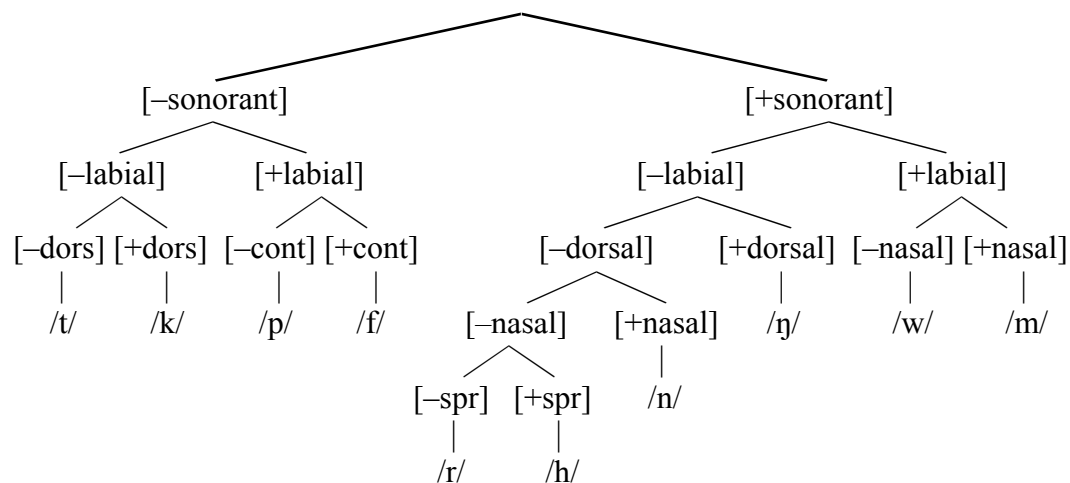 [–sonorant] [+sonorant]
[–labial] [+labial] [–labial] [+labial]
[–dors] [+dors] [–cont] [+cont] [–dorsal] [+dorsal] [–nasal] [+nasal]
/t/ /k/ /p/ /f/ [–nasal] [+nasal] /ŋ/ /w/ /m/
[–spr] [+spr] /n/
/r/ /h/